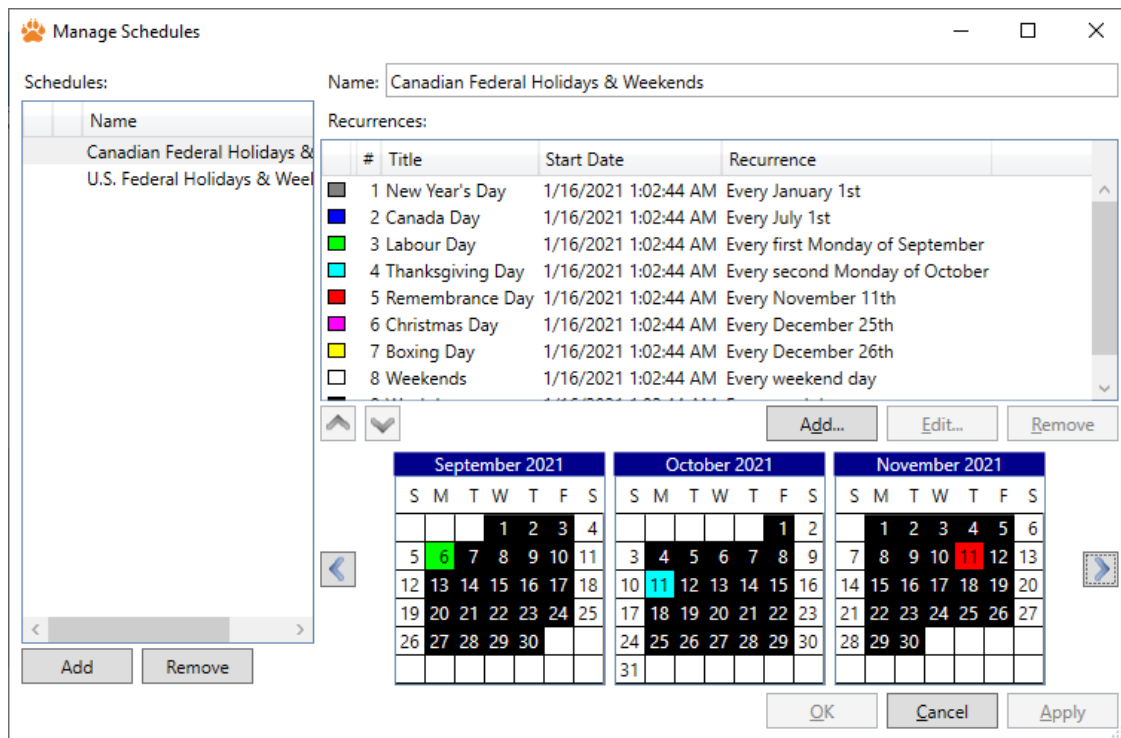 Manage Schedules
Schedules:
Name
Canadian Federal Holidays &
U.S. Federal Holidays &
Add Remove
Name: Canadian Federal Holidays & Weekends
Recurrences:
# Title Start Date Recurrence
1 New Year's Day 1/16/2021 1:02:44 AM Every January 1st
2 Canada Day 1/16/2021 1:02:44 AM Every July 1st
3 Labour Day 1/16/2021 1:02:44 AM Every first Monday of September
4 Thanksgiving Day 1/16/2021 1:02:44 AM Every second Monday of October
5 Remembrance Day 1/16/2021 1:02:44 AM Every November 11th
6 Christmas Day 1/16/2021 1:02:44 AM Every December 25th
7 Boxing Day 1/16/2021 1:02:44 AM Every December 26th
8 Weekends 1/16/2021 1:02:44 AM Every weekend day
Add... Edit... Remove
September 2021
S M T W T F S
1 2 3 4
5 6 7 8 9 10 11
12 13 14 15 16 17 18
19 20 21 22 23 24 25
26 27 28 29 30
October 2021
S M T W T F S
1 2
3 4 5 6 7 8 9
10 11 12 13 14 15 16
17 18 19 20 21 22 23
24 25 26 27 28 29 30
31
November 2021
S M T W T F S
1 2 3 4 5 6
7 8 9 10 11 12 13
14 15 16 17 18 19 20
21 22 23 24 25 26 27
28 29 30
OK Cancel Apply